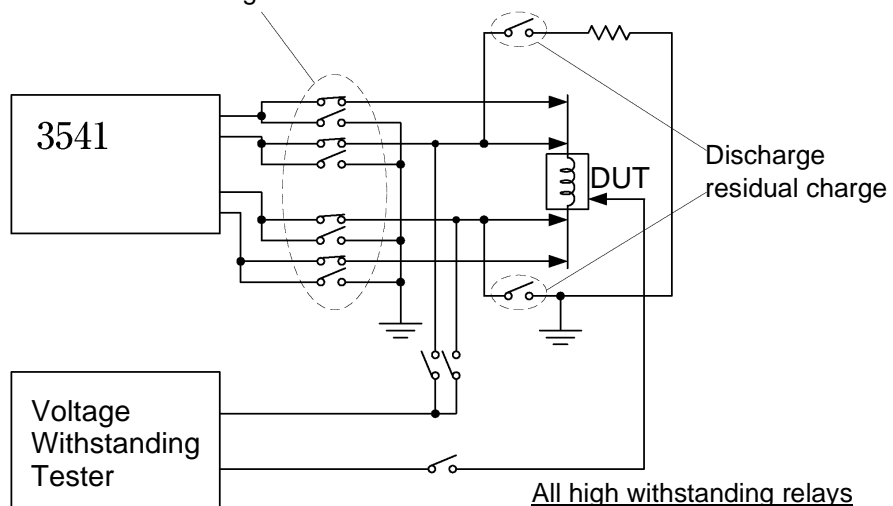 3541
DUT
Discharge
residual charge
Voltage
Withstanding
Tester
All high withstanding relays